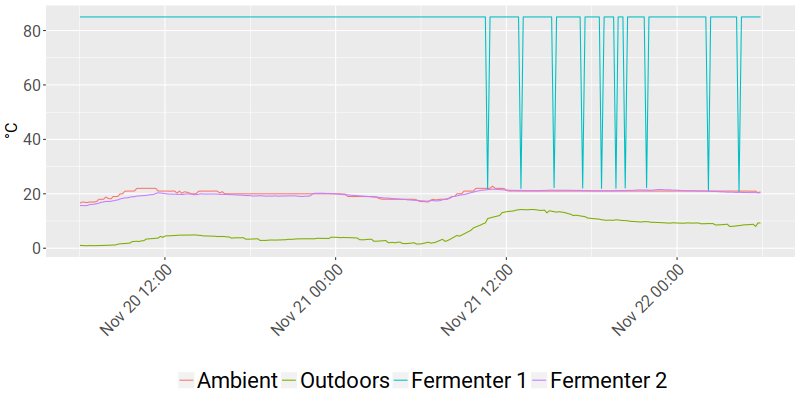 °C
80
60
40
20
0
Nov 20 12:00
Nov 21 00:00
Nov 21 12:00
Nov 22 00:00
Ambient Outdoors Fermenter 1 Fermenter 2